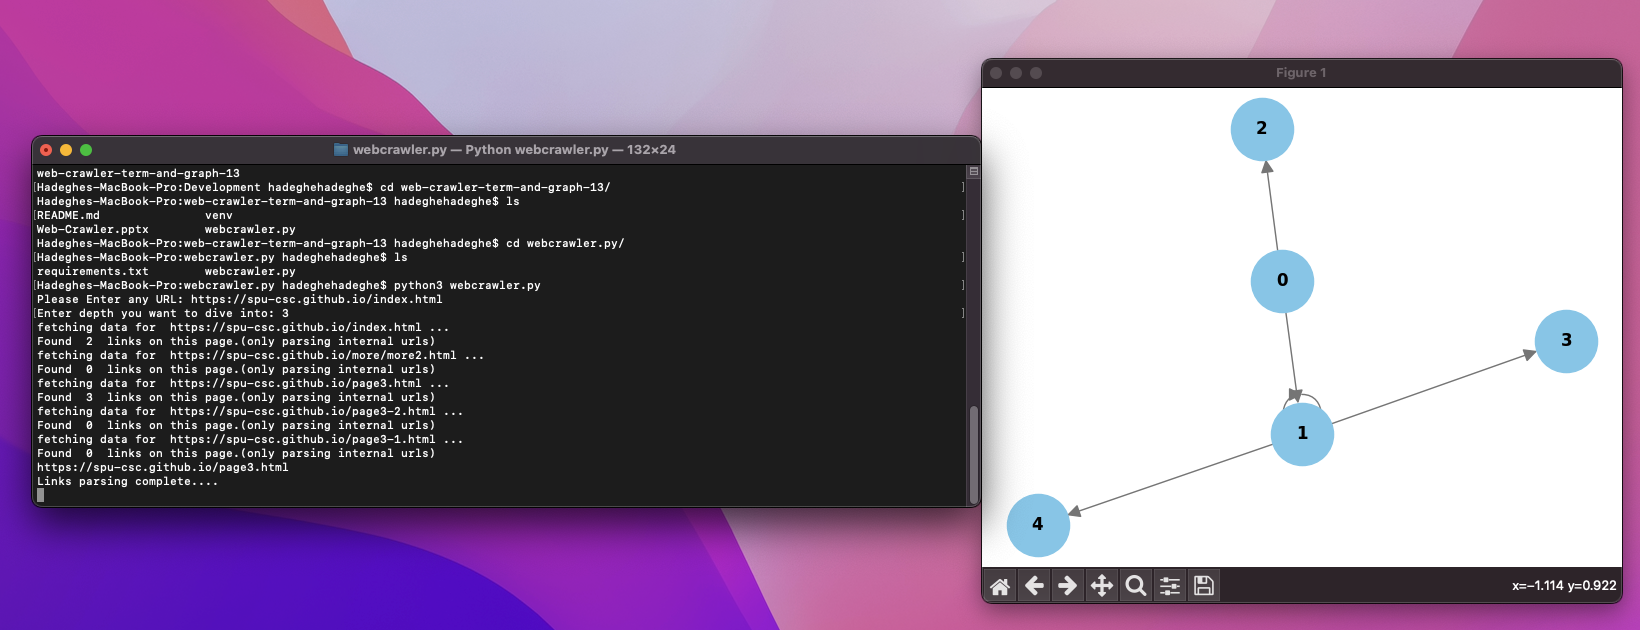 webcrawler.py — Python webcrawler.py — 132×24
web-crawler-term-and-graph-13
[Hadeghes-MacBook-Pro:Development hadeghehadeghe$ cd web-crawler-term-and-graph-13/ ]
Hadeghes-MacBook-Pro:web-crawler-term-and-graph-13 hadeghehadeghe$ ls
[README.md venv ]
Web-Crawler.pptx webcrawler.py
Hadeghes-MacBook-Pro:web-crawler-term-and-graph-13 hadeghehadeghe$ cd webcrawler.py/
[Hadeghes-MacBook-Pro:webcrawler.py hadeghehadeghe$ ls ]
requirements.txt webcrawler.py
[Hadeghes-MacBook-Pro:webcrawler.py hadeghehadeghe$ python3 webcrawler.py ]
Please Enter any URL: https://spu-csc.github.io/index.html
[Enter depth you want to dive into: 3 ]
fetching data for  https://spu-csc.github.io/index.html ...
Found  2  links on this page.(only parsing internal urls)
fetching data for  https://spu-csc.github.io/more/more2.html ...
Found  0  links on this page.(only parsing internal urls)
fetching data for  https://spu-csc.github.io/page3.html ...
Found  3  links on this page.(only parsing internal urls)
fetching data for  https://spu-csc.github.io/page3-2.html ...
Found  0  links on this page.(only parsing internal urls)
fetching data for  https://spu-csc.github.io/page3-1.html ...
Found  0  links on this page.(only parsing internal urls)
https://spu-csc.github.io/page3.html
Links parsing complete....
Figure 1
2
0
3
1
4
x=−1.114 y=0.922